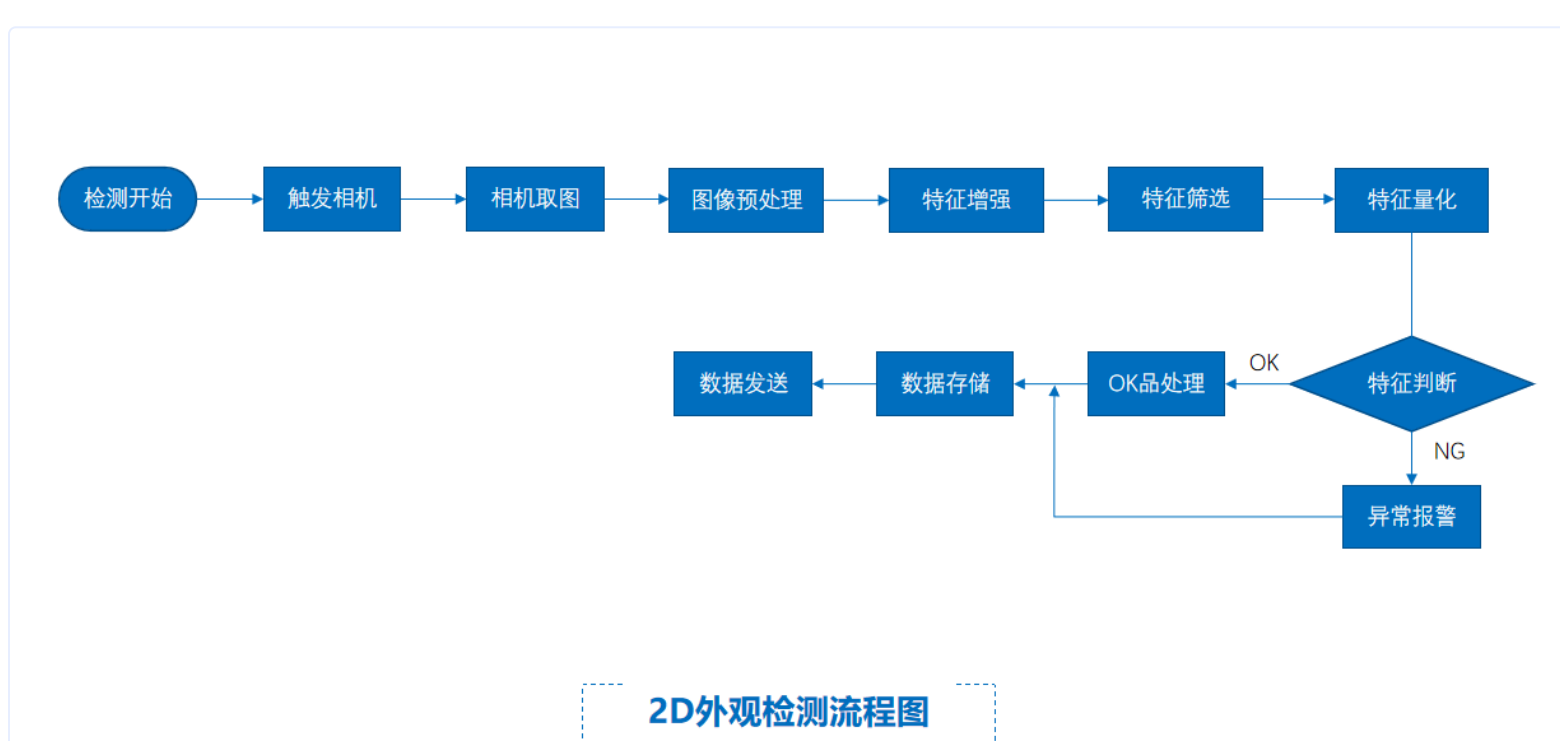 检测开始
触发相机
相机取图
图像预处理
特征增强
特征筛选
特征量化
特征判断
OK
OK品处理
数据存储
数据发送
NG
异常报警
2D外观检测流程图